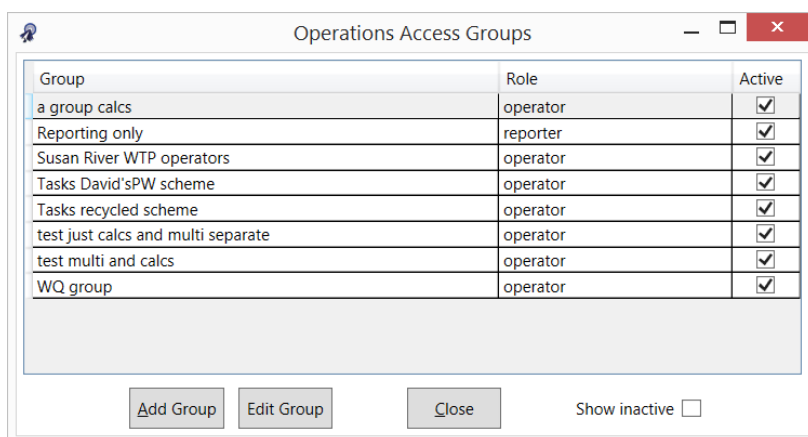 Operations Access Groups
Group Role Active
a group calcs operator
Reporting only reporter
Susan River WTP operators operator
Tasks David'sPW scheme operator
Tasks recycled scheme operator
test just calcs and multi separate operator
test multi and calcs operator
WQ group operator
Add Group Edit Group Close Show inactive